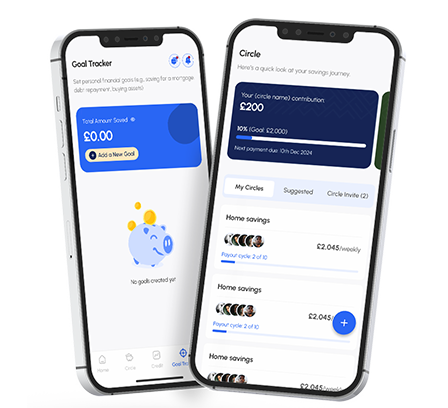 Goal Tracker
Set personal financial goals (e.g., saving for a mortgage
debt repayment, buying assets)
Total Amount Saved
£0.00
+ Add a New Goal
No goals created yet
Home
Circle
Credit
Goal Trac
Circle
Here's a quick look at your savings journey.
Your (circle name) contribution:
£200
10% (Goal: £2,000)
Next payment due: 10th Dec 2024
My Circles
Suggested
Circle Invite (2)
Home savings
£2,045/weekly
Payout cycle: 2 of 10
Home savings
£2,045/
Payout cycle: 2 of 10
+
Home savings
£2,045/weekly